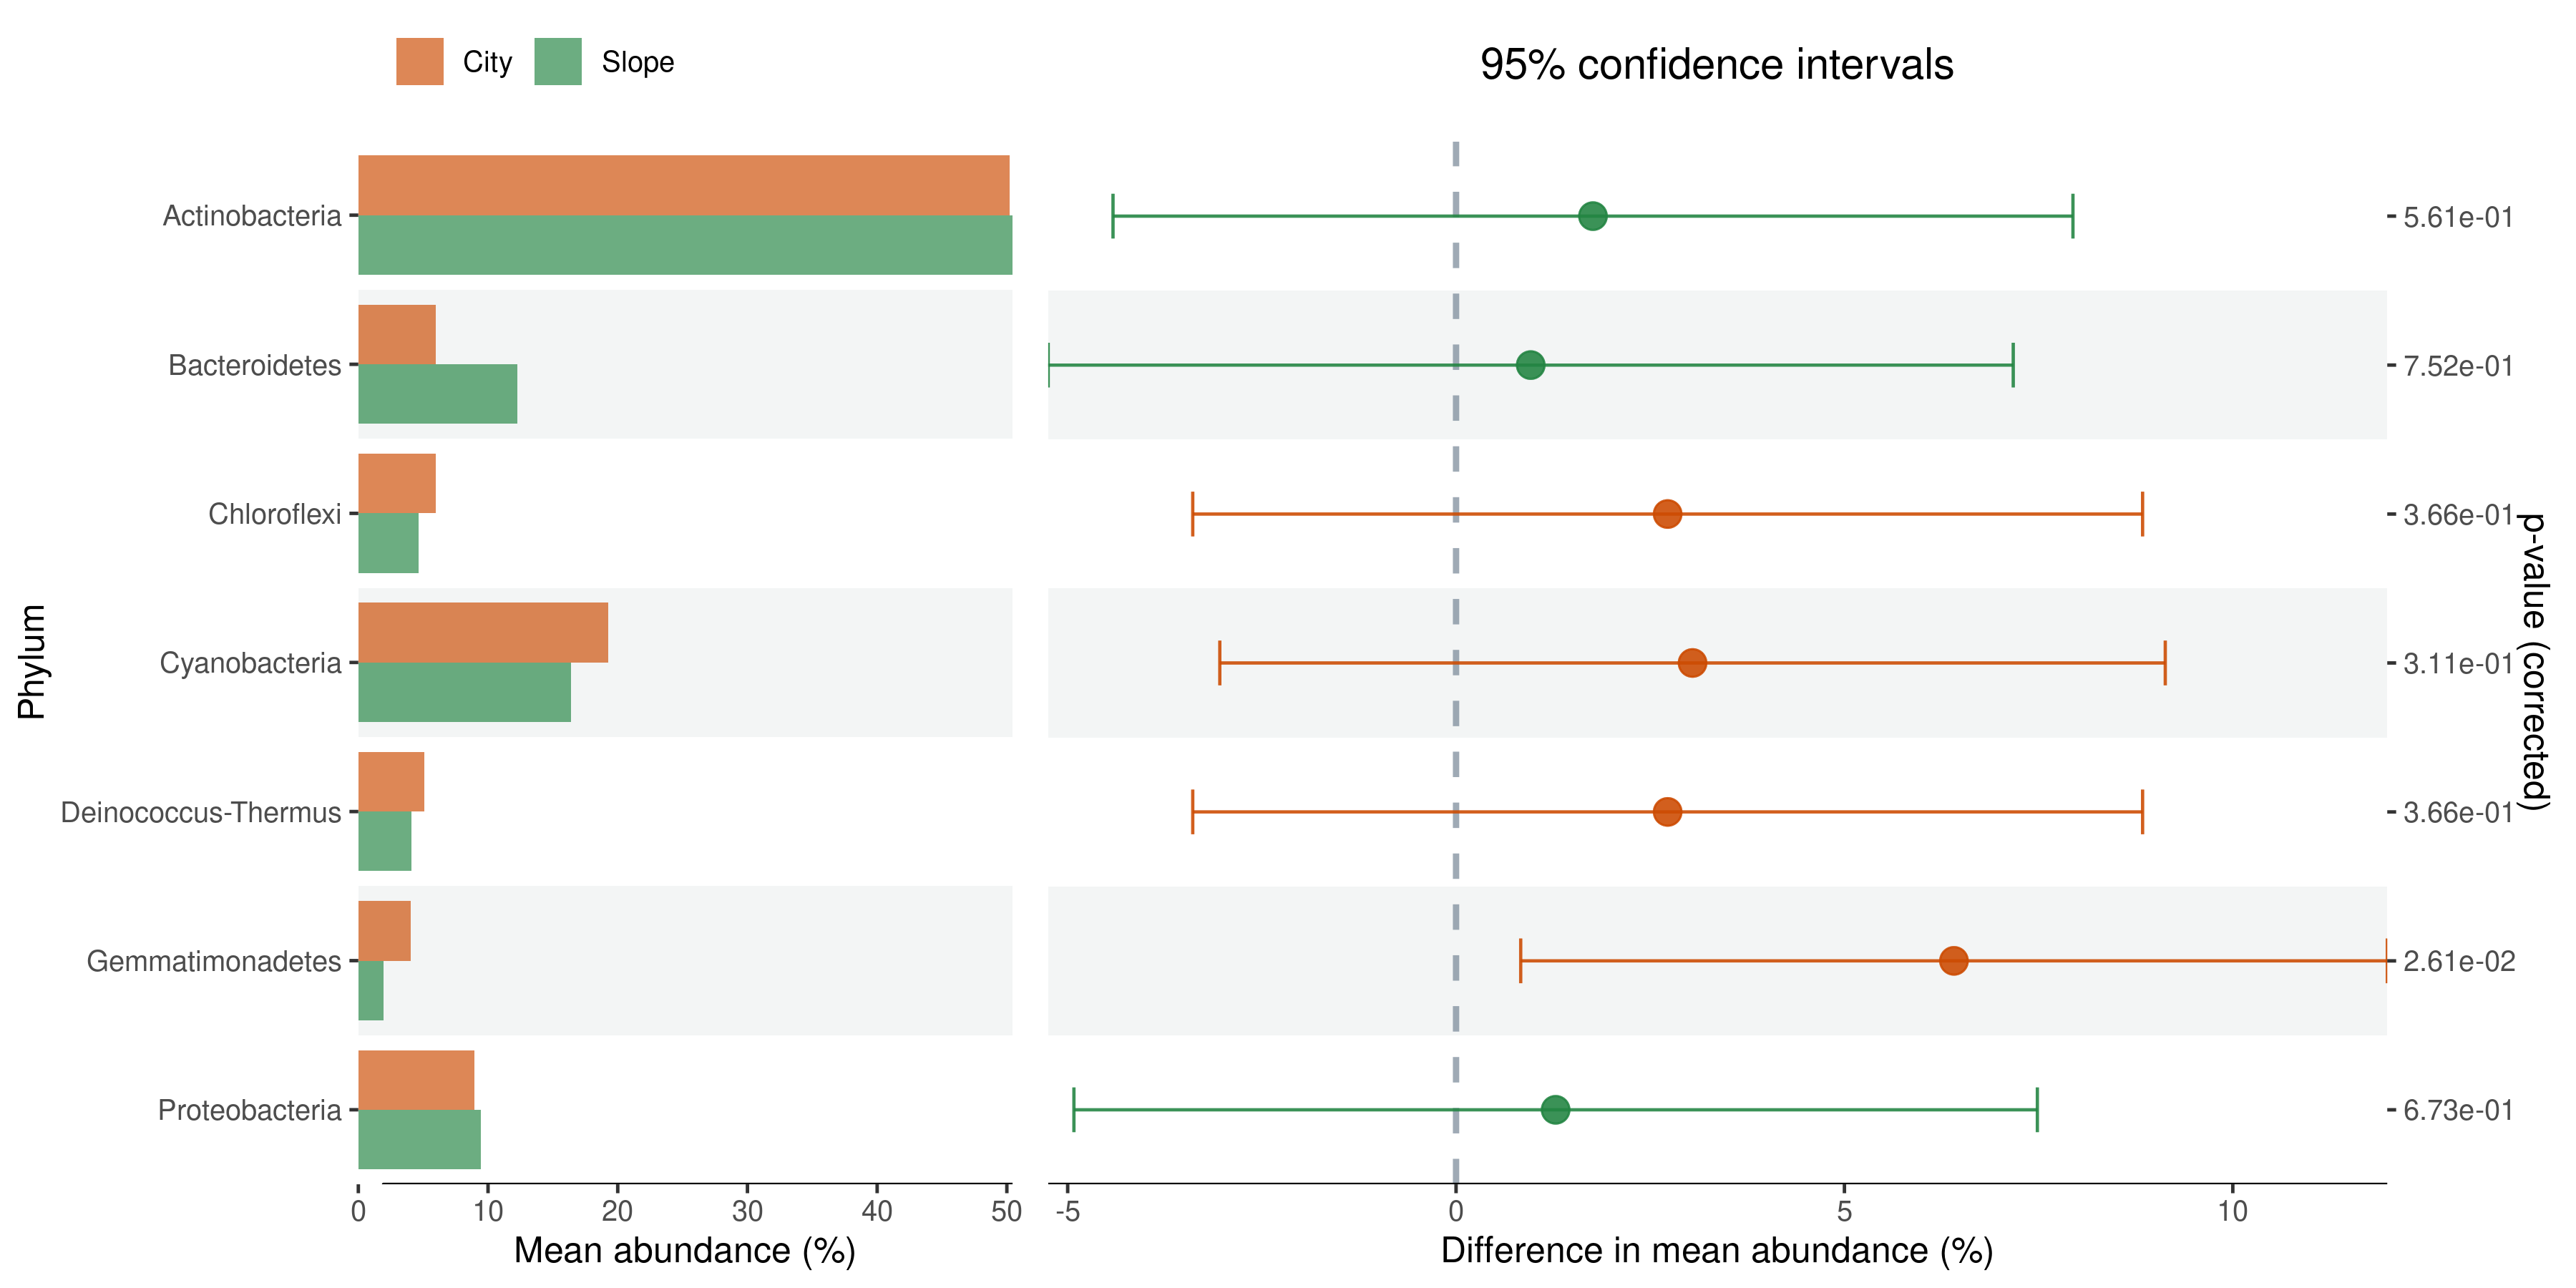 City
Slope
95% confidence intervals
Phylum
Actinobacteria
Bacteroidetes
Chloroflexi
Cyanobacteria
Deinococcus-Thermus
Gemmatimonadetes
Proteobacteria
0 10 20 30 40 50
Mean abundance (%)
-5 0 5 10
Difference in mean abundance (%)
5.61e-01
7.52e-01
3.66e-01
3.11e-01
3.66e-01
2.61e-02
6.73e-01
p-value (corrected)